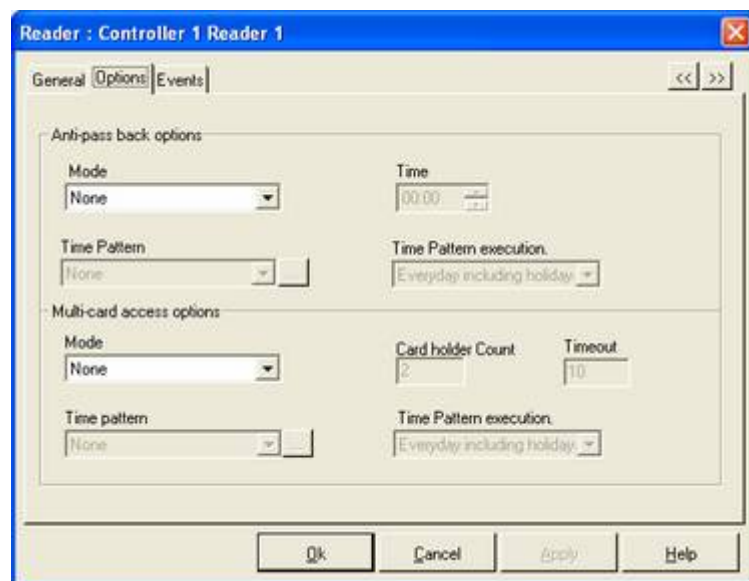 Reader : Controller 1 Reader 1
General Options Events << >>
Anti-pass back options
Mode Time
None 00:00
Time Pattern Time Pattern execution.
None ... Everyday including holiday
Multi-card access options
Mode Card holder Count Timeout
None 2 10
Time pattern Time Pattern execution.
None ... Everyday including holiday
Ok Cancel Apply Help